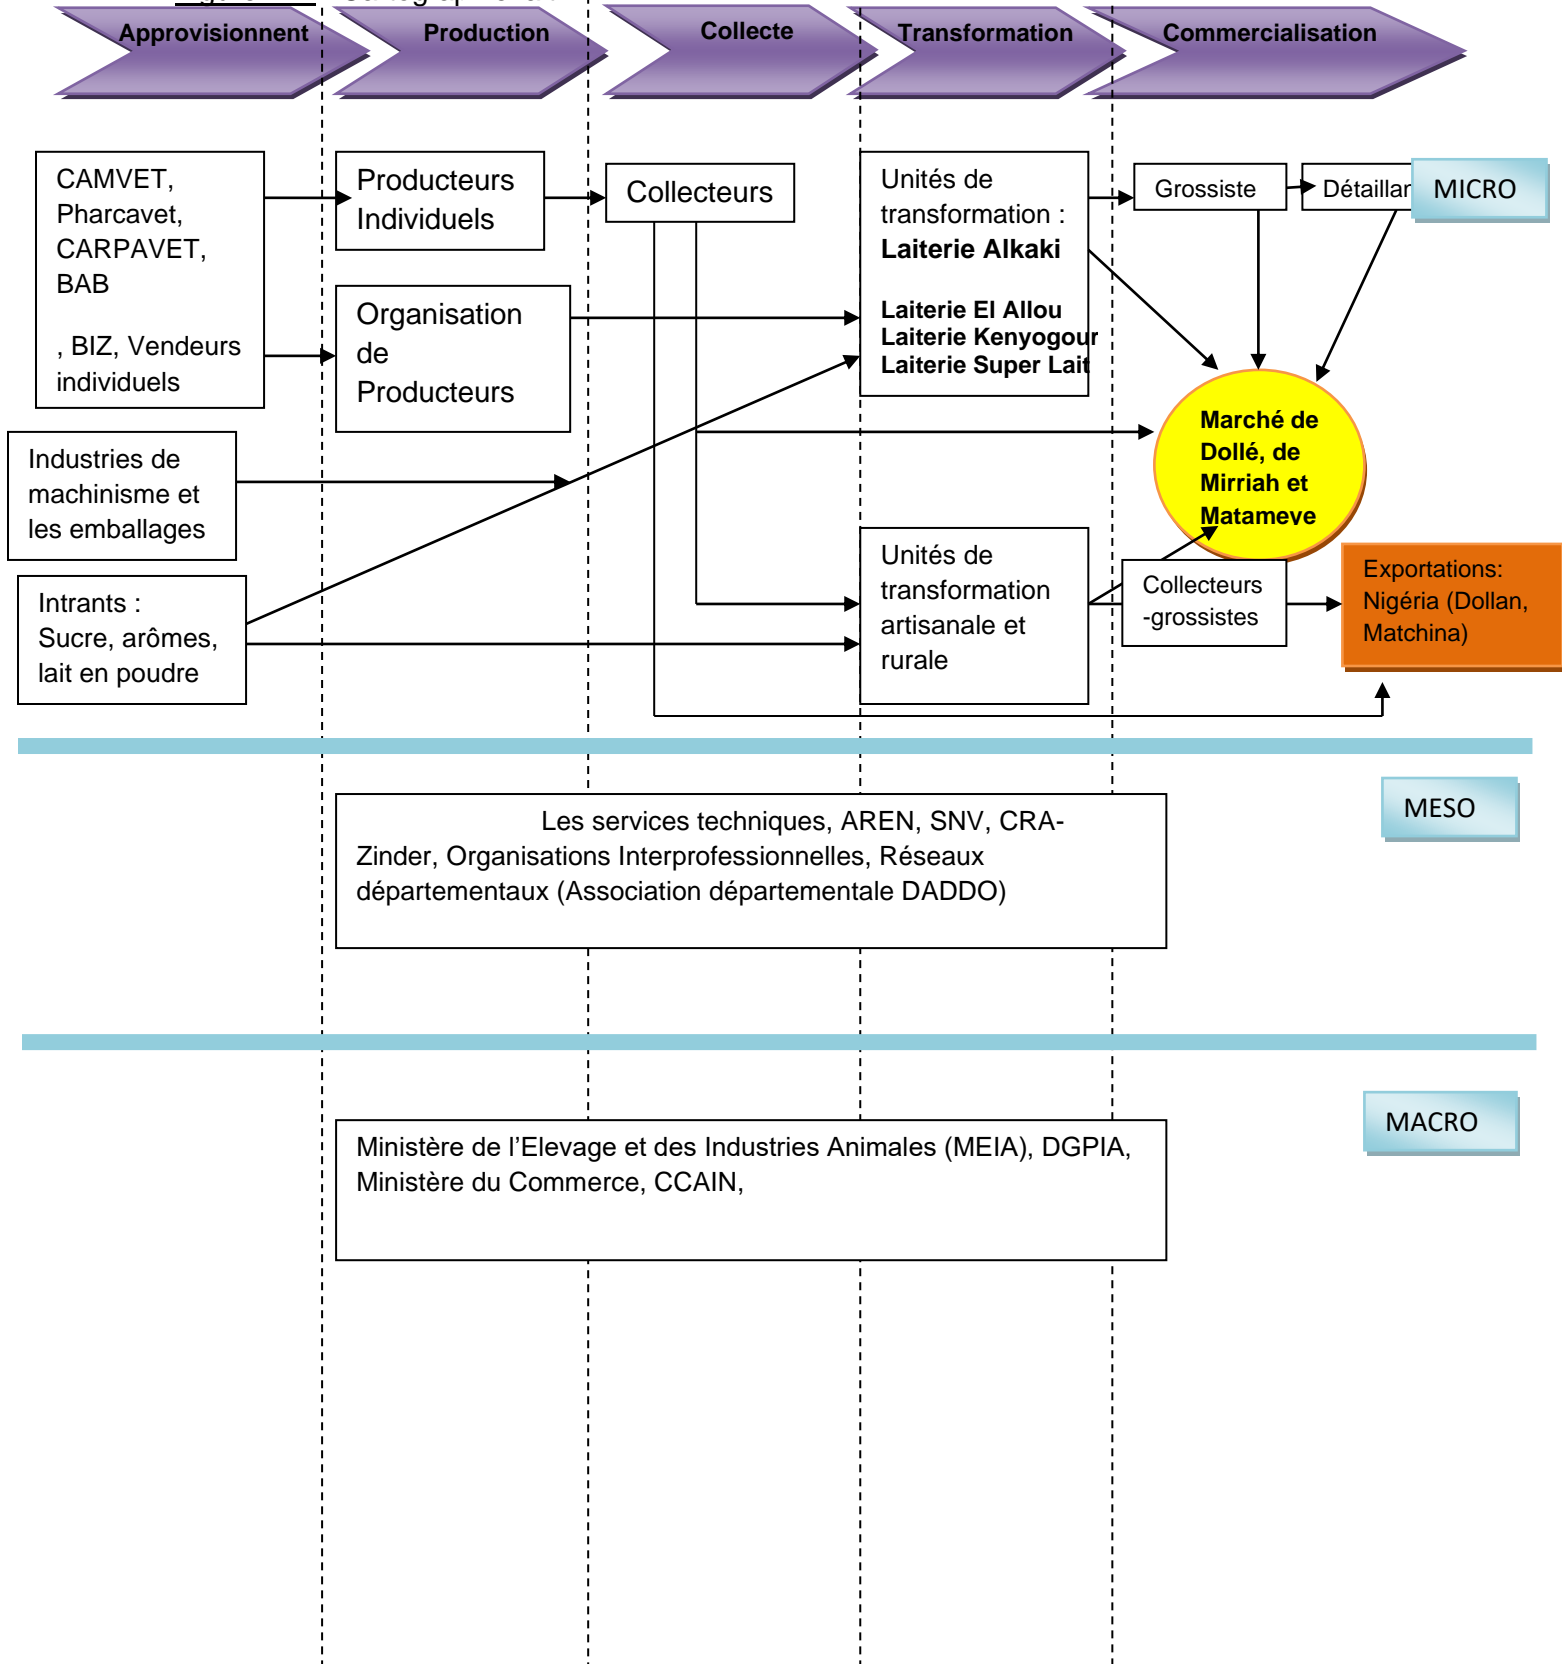 Approvisionnent
Production
Collecte
Transformation
Commercialisation
CAMVET,
Pharcavet,
CARPAVET,
BAB
, BIZ, Vendeurs
individuels
Producteurs
Individuels
Collecteurs
Unités de
transformation :
Laiterie Alkaki
Laiterie El Allou
Laiterie Kenyogour
Laiterie Super Lait
Grossiste
Détaillan
MICRO
Organisation
de
Producteurs
Marché de
Dollé, de
Mirriah et
Matameye
Industries de
machinisme et
les emballages
Intrants :
Sucre, arômes,
lait en poudre
Unités de
transformation
artisanale et
rurale
Collecteurs
-grossistes
Exportations:
Nigéria (Dollan,
Matchina)
MESO
Les services techniques, AREN, SNV, CRA-
Zinder, Organisations Interprofessionnelles, Réseaux
départementaux (Association départementale DADDO)
MACRO
Ministère de l’Elevage et des Industries Animales (MEIA), DGPIA,
Ministère du Commerce, CCAIN,